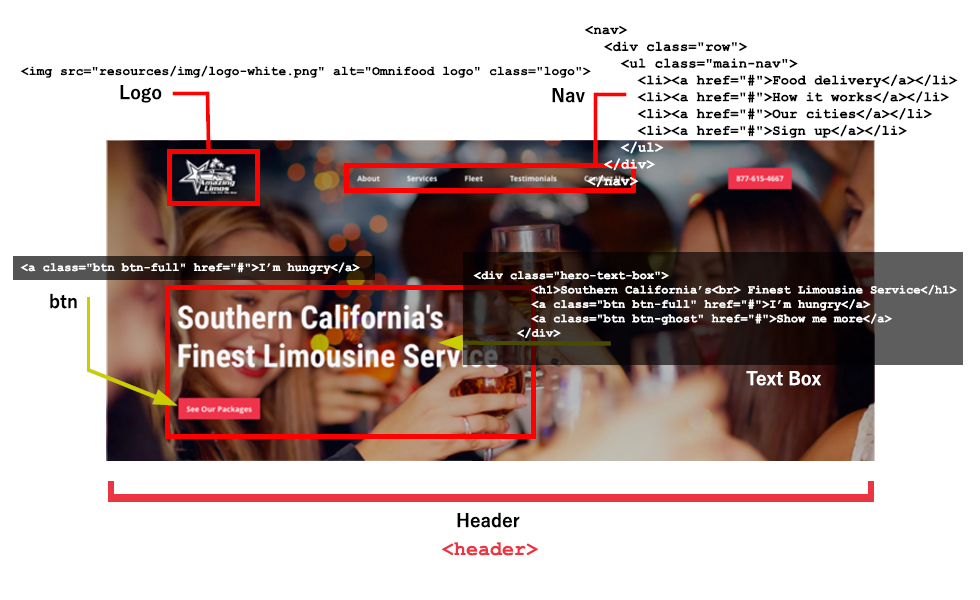 <nav>
<div class="row">
<ul class="main-nav">
<img src="resources/img/logo-white.png" alt="Omnifood logo" class="logo">
<li><a href="#">Food delivery</a></li>
Logo
Nav
<li><a href="#">How it works</a></li>
<li><a href="#">Our cities</a></li>
<li><a href="#">Sign up</a></li>
</ul>
</div>
</nav>
Amazing
Limos
About Services Fleet Testimonials Contact Us
877-615-4667
<a class="btn btn-full" href="#">I’m hungry</a>
btn
<div class="hero-text-box">
<h1>Southern California’s<br> Finest Limousine Service</h1>
<a class="btn btn-full" href="#">I’m hungry</a>
<a class="btn btn-ghost" href="#">Show me more</a>
</div>
Text Box
Southern California's
Finest Limousine Service
See Our Packages
Header
<header>